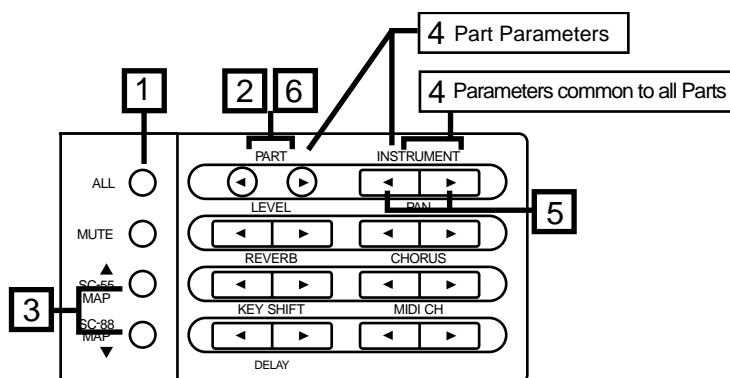 4 Part Parameters
1
2 6
4 Parameters common to all Parts
PART
INSTRUMENT
ALL
LEVEL
PAN
5
MUTE
REVERB
CHORUS
SC-55
MAP
3
KEY SHIFT
MIDI CH
SC-88
MAP
DELAY